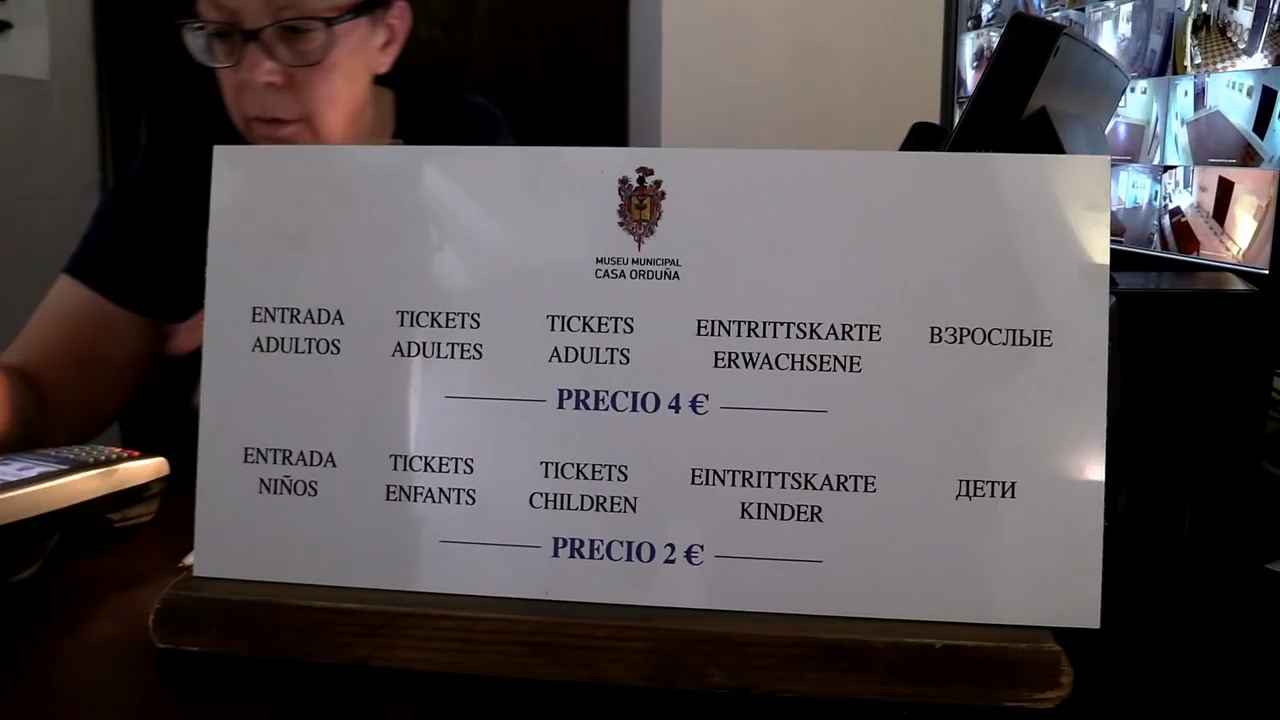 MUSEU MUNICIPAL
CASA ORDUÑA
ENTRADA ADULTOS
TICKETS ADULTES
TICKETS ADULTS
EINTRITTSKARTE ERWACHSENE
ВЗРОСЛЫЕ
PRECIO 4 €
ENTRADA NIÑOS
TICKETS ENFANTS
TICKETS CHILDREN
EINTRITTSKARTE KINDER
ДЕТИ
PRECIO 2 €